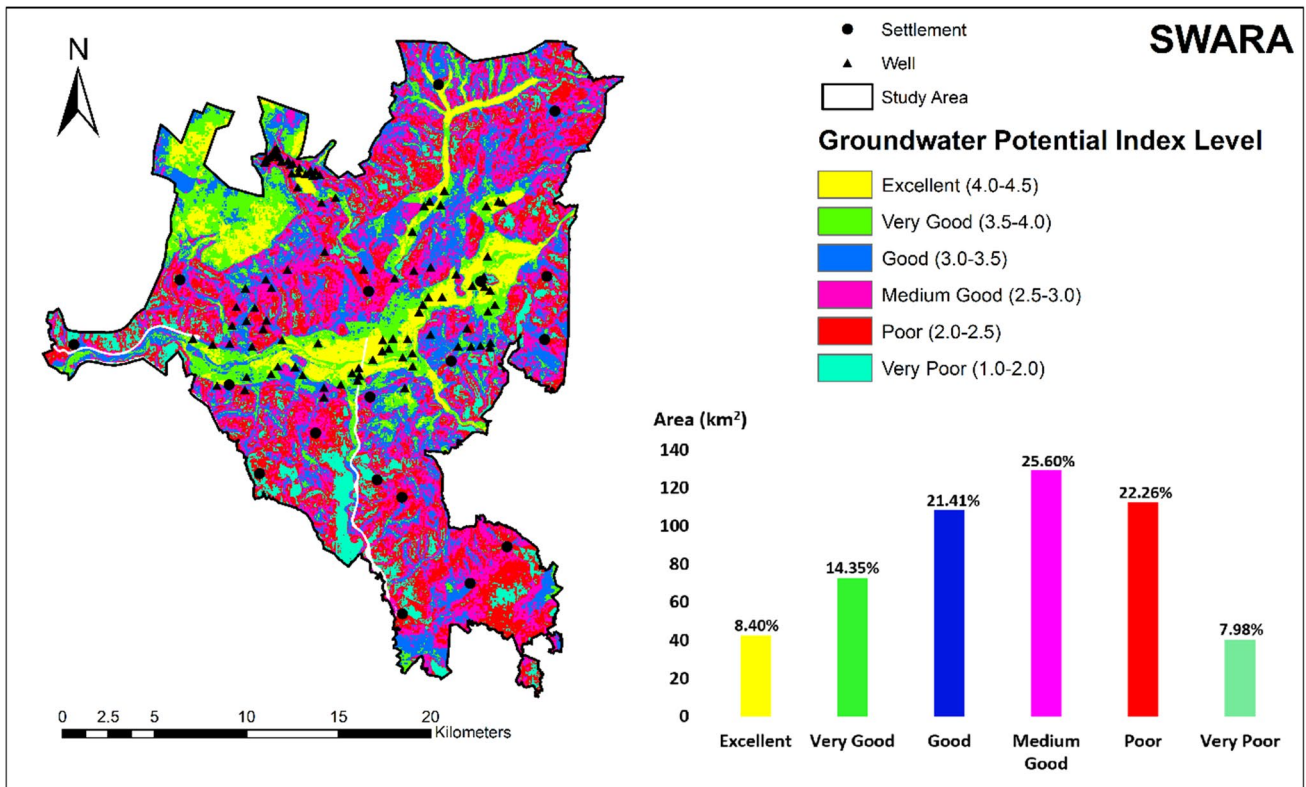 N
Settlement
Well
Study Area
SWARA
Groundwater Potential Index Level
Excellent (4.0-4.5)
Very Good (3.5-4.0)
Good (3.0-3.5)
Medium Good (2.5-3.0)
Poor (2.0-2.5)
Very Poor (1.0-2.0)
Area (km²)
140
120
100
80
60
40
20
0
8.40%
14.35%
21.41%
25.60%
22.26%
7.98%
Excellent
Very Good
Good
Medium
Good
Poor
Very Poor
0 2.5 5 10 15 20
Kilometers